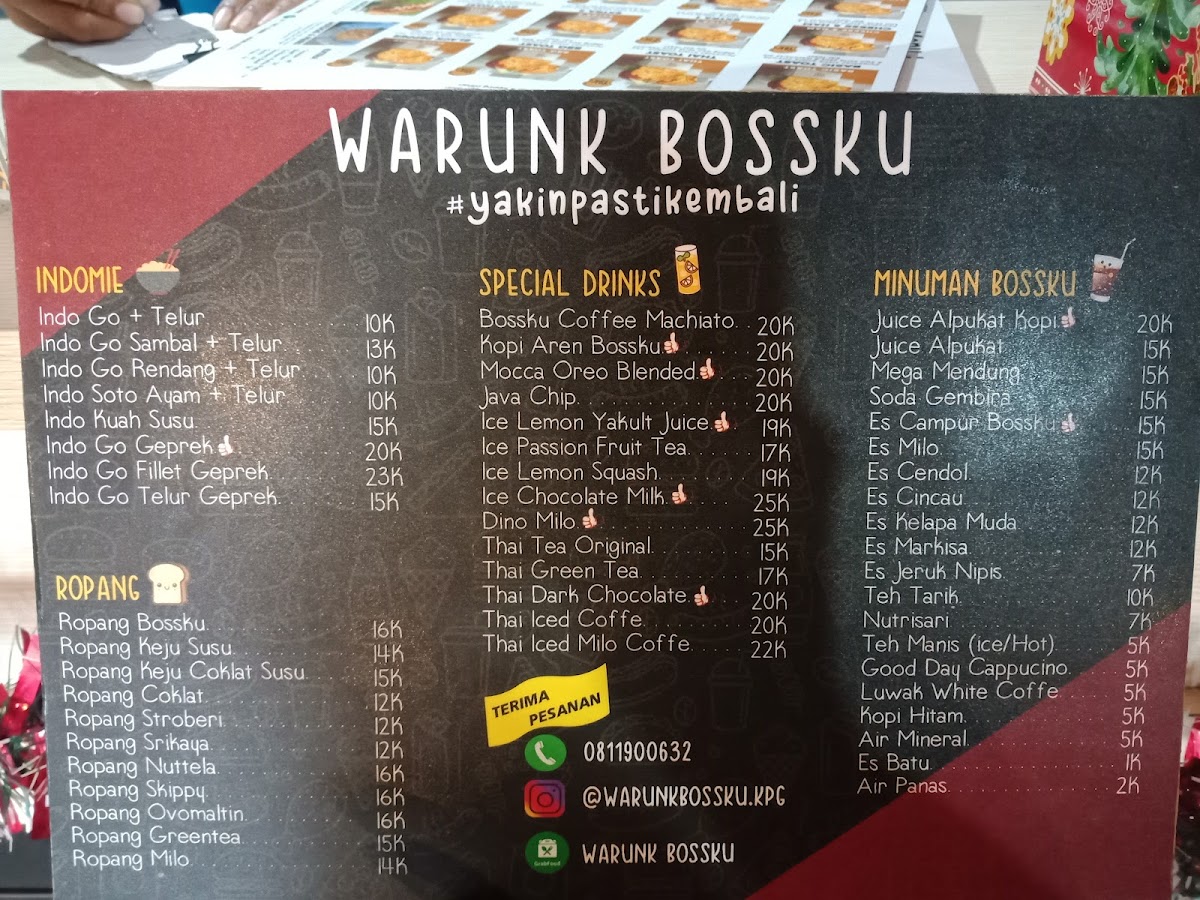 WARUNK BOSSKU
#yakinpastikembali
INDOMIE
Indo Go + Telur 10K
Indo Go Sambal + Telur 13K
Indo Go Rendang + Telur 10K
Indo Soto Ayam + Telur 10K
Indo Kuah Susu 15K
Indo Go Geprek 20K
Indo Go Fillet Geprek 23K
Indo Go Telur Geprek 15K
ROPANG
Ropang Bossku 16K
Ropang Keju Susu 14K
Ropang Keju Coklat Susu 15K
Ropang Coklat 12K
Ropang Stroberi 12K
Ropang Srikaya 12K
Ropang Nuttela 16K
Ropang Skippy 16K
Ropang Ovomaltin 16K
Ropang Greentea 15K
Ropang Milo 14K
SPECIAL DRINKS
Bossku Coffee Machiato 20K
Kopi Aren Bossku 20K
Mocca Oreo Blended 20K
Java Chip 20K
Ice Lemon Yakult Juice 19K
Ice Passion Fruit Tea 17K
Ice Lemon Squash 19K
Ice Chocolate Milk 25K
Dino Milo 25K
Thai Tea Original 15K
Thai Green Tea 17K
Thai Dark Chocolate 20K
Thai Iced Coffe 20K
Thai Iced Milo Coffe 22K
TERIMA
PESANAN
0811900632
@WARUNKBOSSKU.KPG
GrabFood
WARUNK BOSSKU
MINUMAN BOSSKU
Juice Alpukat Kopi 20K
Juice Alpukat 15K
Mega Mendung 15K
Soda Gembira 15K
Es Campur Bossku 15K
Es Milo 15K
Es Cendol 12K
Es Cincau 12K
Es Kelapa Muda 12K
Es Markisa 12K
Es Jeruk Nipis 7K
Teh Tarik 10K
Nutrisari 7K
Teh Manis (ice/Hot) 5K
Good Day Cappucino 5K
Luwak White Coffe 5K
Kopi Hitam 5K
Air Mineral 5K
Es Batu 1K
Air Panas 2K